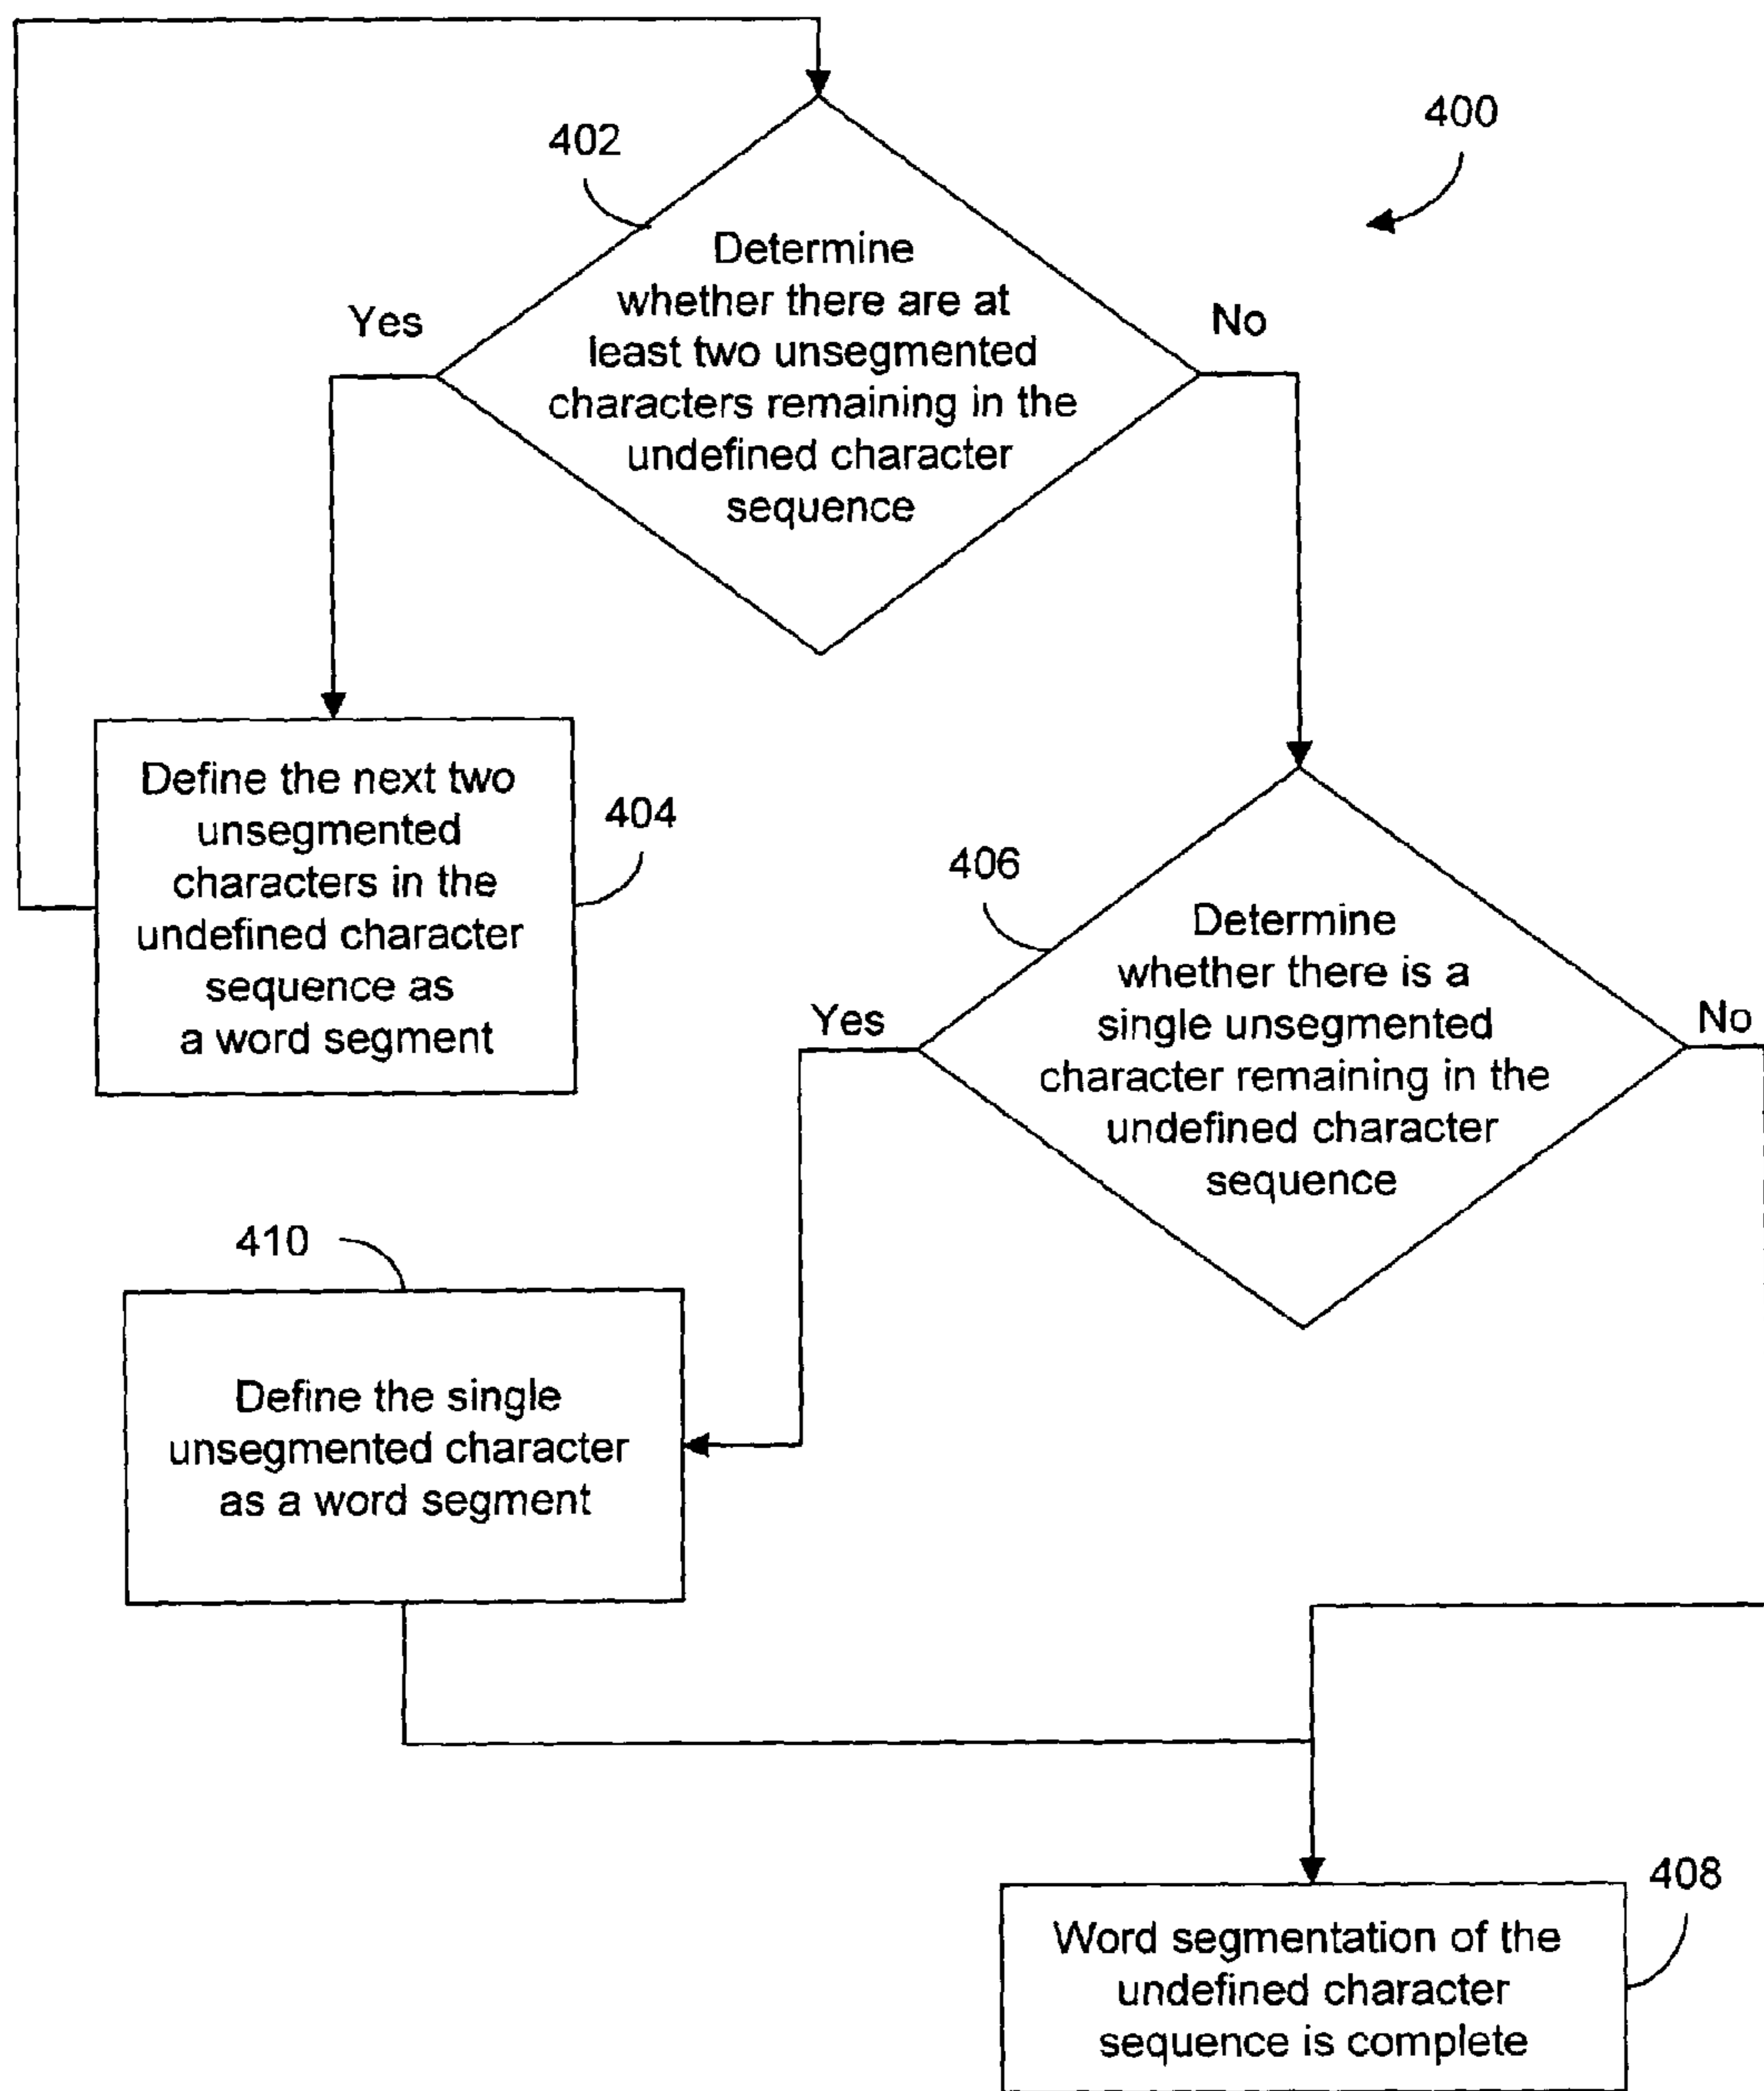 400
402
Determine
whether there are at
least two unsegmented
characters remaining in the
undefined character
sequence
Yes
No
Define the next two
unsegmented
characters in the
undefined character
sequence as
a word segment
404
406
Determine
whether there is a
single unsegmented
character remaining in the
undefined character
sequence
Yes
No
410
Define the single
unsegmented character
as a word segment
408
Word segmentation of the
undefined character
sequence is complete